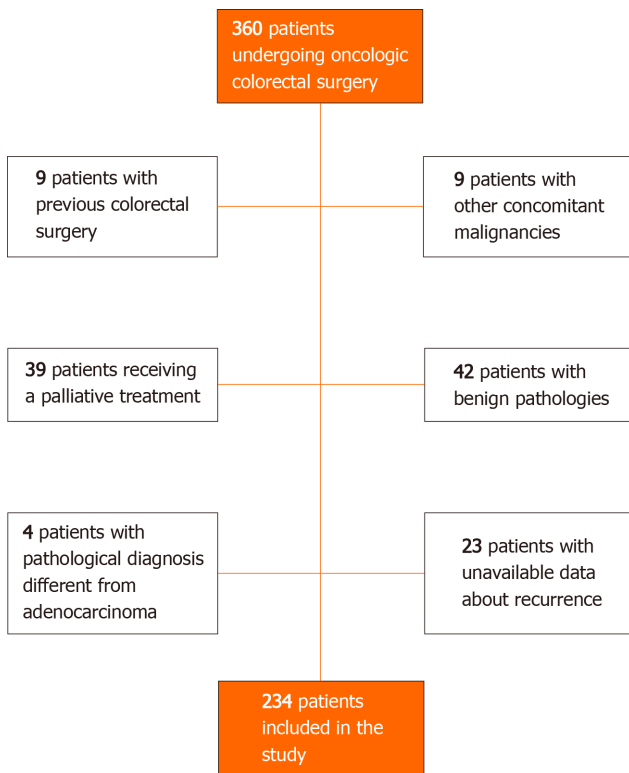 360 patients
undergoing oncologic
colorectal surgery
9 patients with
previous colorectal
surgery
9 patients with
other concomitant
malignancies
39 patients receiving
a palliative treatment
42 patients with
benign pathologies
4 patients with
pathological diagnosis
different from
adenocarcinoma
23 patients with
unavailable data
about recurrence
234 patients
included in the
study